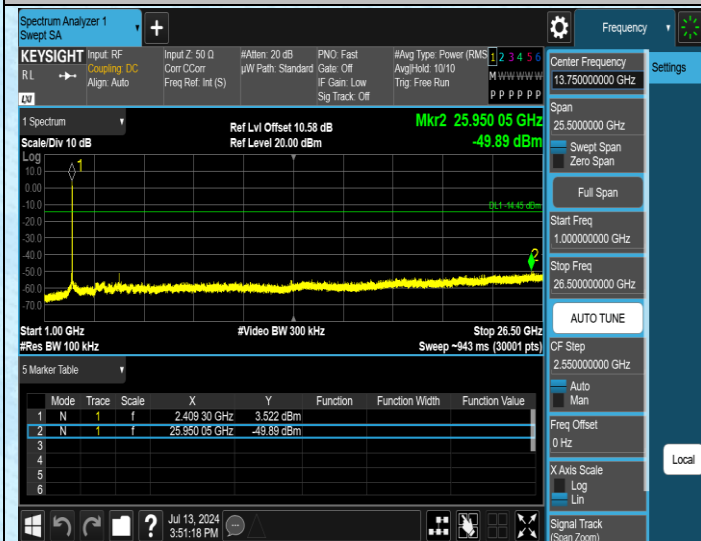 Spectrum Analyzer 1
Swept SA
Frequency
KEYSIGHT
RL
LXI
Input: RF
Coupling: DC
Align: Auto
Input Z: 50 Ω
Corr CCorr
Freq Ref: Int (S)
#Atten: 20 dB
µW Path: Standard
PNO: Fast
Gate: Off
IF Gain: Low
Sig Track: Off
#Avg Type: Power (RMS
Avg|Hold: 10/10
Trig: Free Run
1 2 3 4 5 6
M W W W W W
P P P P P P
1 Spectrum
Scale/Div 10 dB
Ref Lvl Offset 10.58 dB
Ref Level 20.00 dBm
Mkr2 25.950 05 GHz
-49.89 dBm
Log
10.0
0.00
-10.0
-20.0
-30.0
-40.0
-50.0
-60.0
-70.0
1
DL1 -14.45 dBm
2
Start 1.00 GHz
#Res BW 100 kHz
#Video BW 300 kHz
Stop 26.50 GHz
Sweep ~943 ms (30001 pts)
5 Marker Table
Mode Trace Scale X Y Function Function Width Function Value
1 N 1 f 2.409 30 GHz 3.522 dBm
2 N 1 f 25.950 05 GHz -49.89 dBm
3
4
5
6
Jul 13, 2024
3:51:18 PM
Center Frequency
13.750000000 GHz
Span
25.5000000 GHz
Swept Span
Zero Span
Full Span
Start Freq
1.000000000 GHz
Stop Freq
26.500000000 GHz
AUTO TUNE
CF Step
2.550000000 GHz
Auto
Man
Freq Offset
0 Hz
X Axis Scale
Log
Lin
Signal Track
(Span Zoom)
Settings
Local